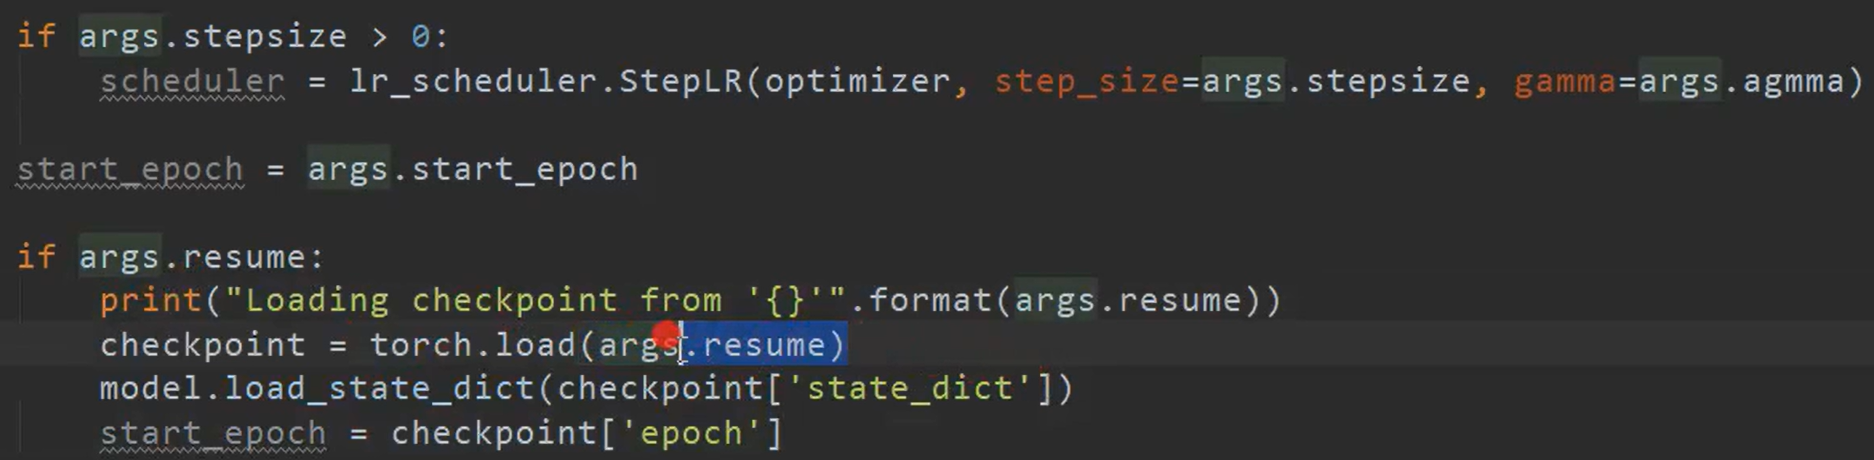 if args.stepsize > 0:
    scheduler = lr_scheduler.StepLR(optimizer, step_size=args.stepsize, gamma=args.agmma)
start_epoch = args.start_epoch
if args.resume:
    print("Loading checkpoint from '{}'".format(args.resume))
    checkpoint = torch.load(args.resume)
    model.load_state_dict(checkpoint['state_dict'])
    start_epoch = checkpoint['epoch']